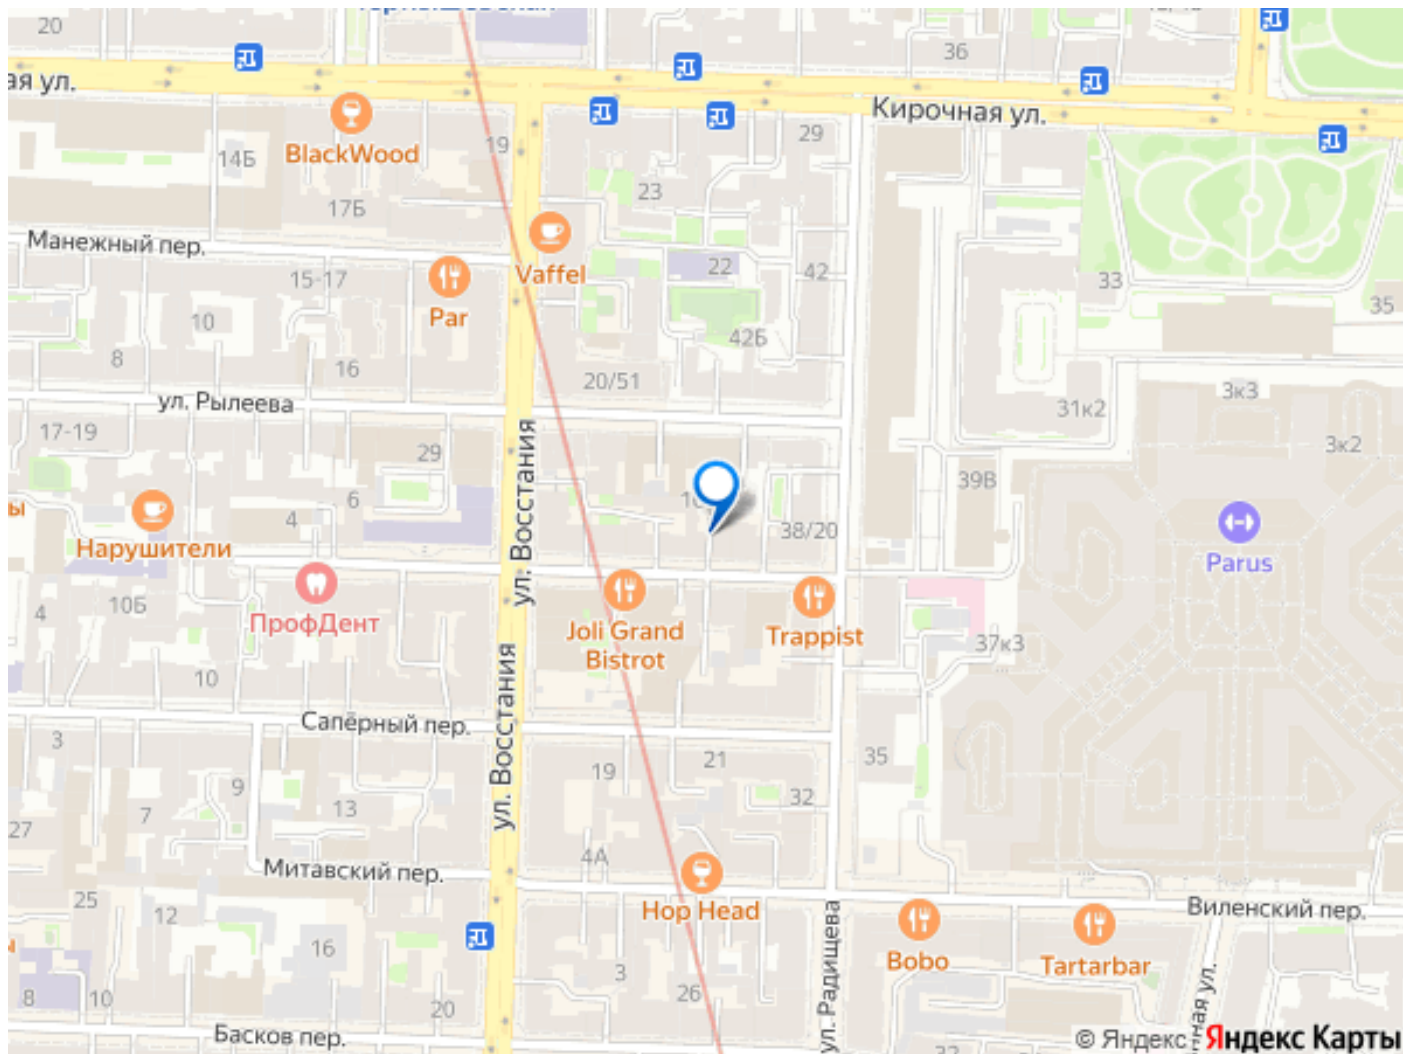 20
36
ая ул.
Кирочная ул.
BlackWood
19
29
14Б
17Б
23
Манежный пер.
Vaffel
22
42
15-17
33
Par
35
10
42Б
8
16
20/51
3к3
ул. Рылеева
31к2
17-19
29
3к2
ул. Восстания
39В
6
ы
4
38/20
Нарушители
Parus
ПрофДент
10Б
4
Joli Grand
Bistrot
Trappist
37к3
10
Сапёрный пер.
ул. Восстания
3
19
21
35
9
32
7
13
27
Митавский пер.
4А
25
12
Hop Head
Виленский пер.
ул. Радищева
16
Bobo
Tartarbar
3
8
10
20
26
ная ул.
Басков пер.
32
© Яндекс
Яндекс Карты